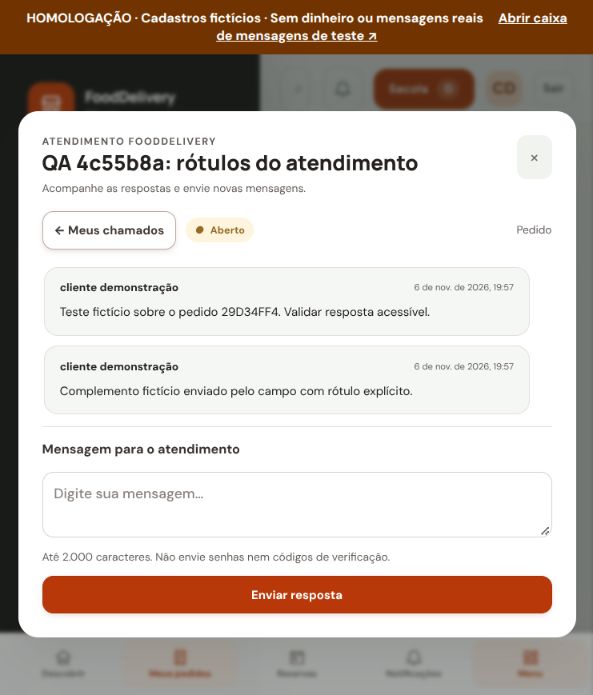 HOMOLOGAÇÃO · Cadastros fictícios · Sem dinheiro ou mensagens reais Abrir caixa
de mensagens de teste ↗
FoodDelivery
Sacola 0
CD
Sair
ATENDIMENTO FOODDELIVERY
QA 4c55b8a: rótulos do atendimento
×
Acompanhe as respostas e envie novas mensagens.
← Meus chamados
Aberto
Pedido
cliente demonstração 6 de nov. de 2026, 19:57
Teste fictício sobre o pedido 29D34FF4. Validar resposta acessível.
cliente demonstração 6 de nov. de 2026, 19:57
Complemento fictício enviado pelo campo com rótulo explícito.
Mensagem para o atendimento
Digite sua mensagem...
Até 2.000 caracteres. Não envie senhas nem códigos de verificação.
Enviar resposta
Descobrir Meus pedidos Reservas Notificações Menu